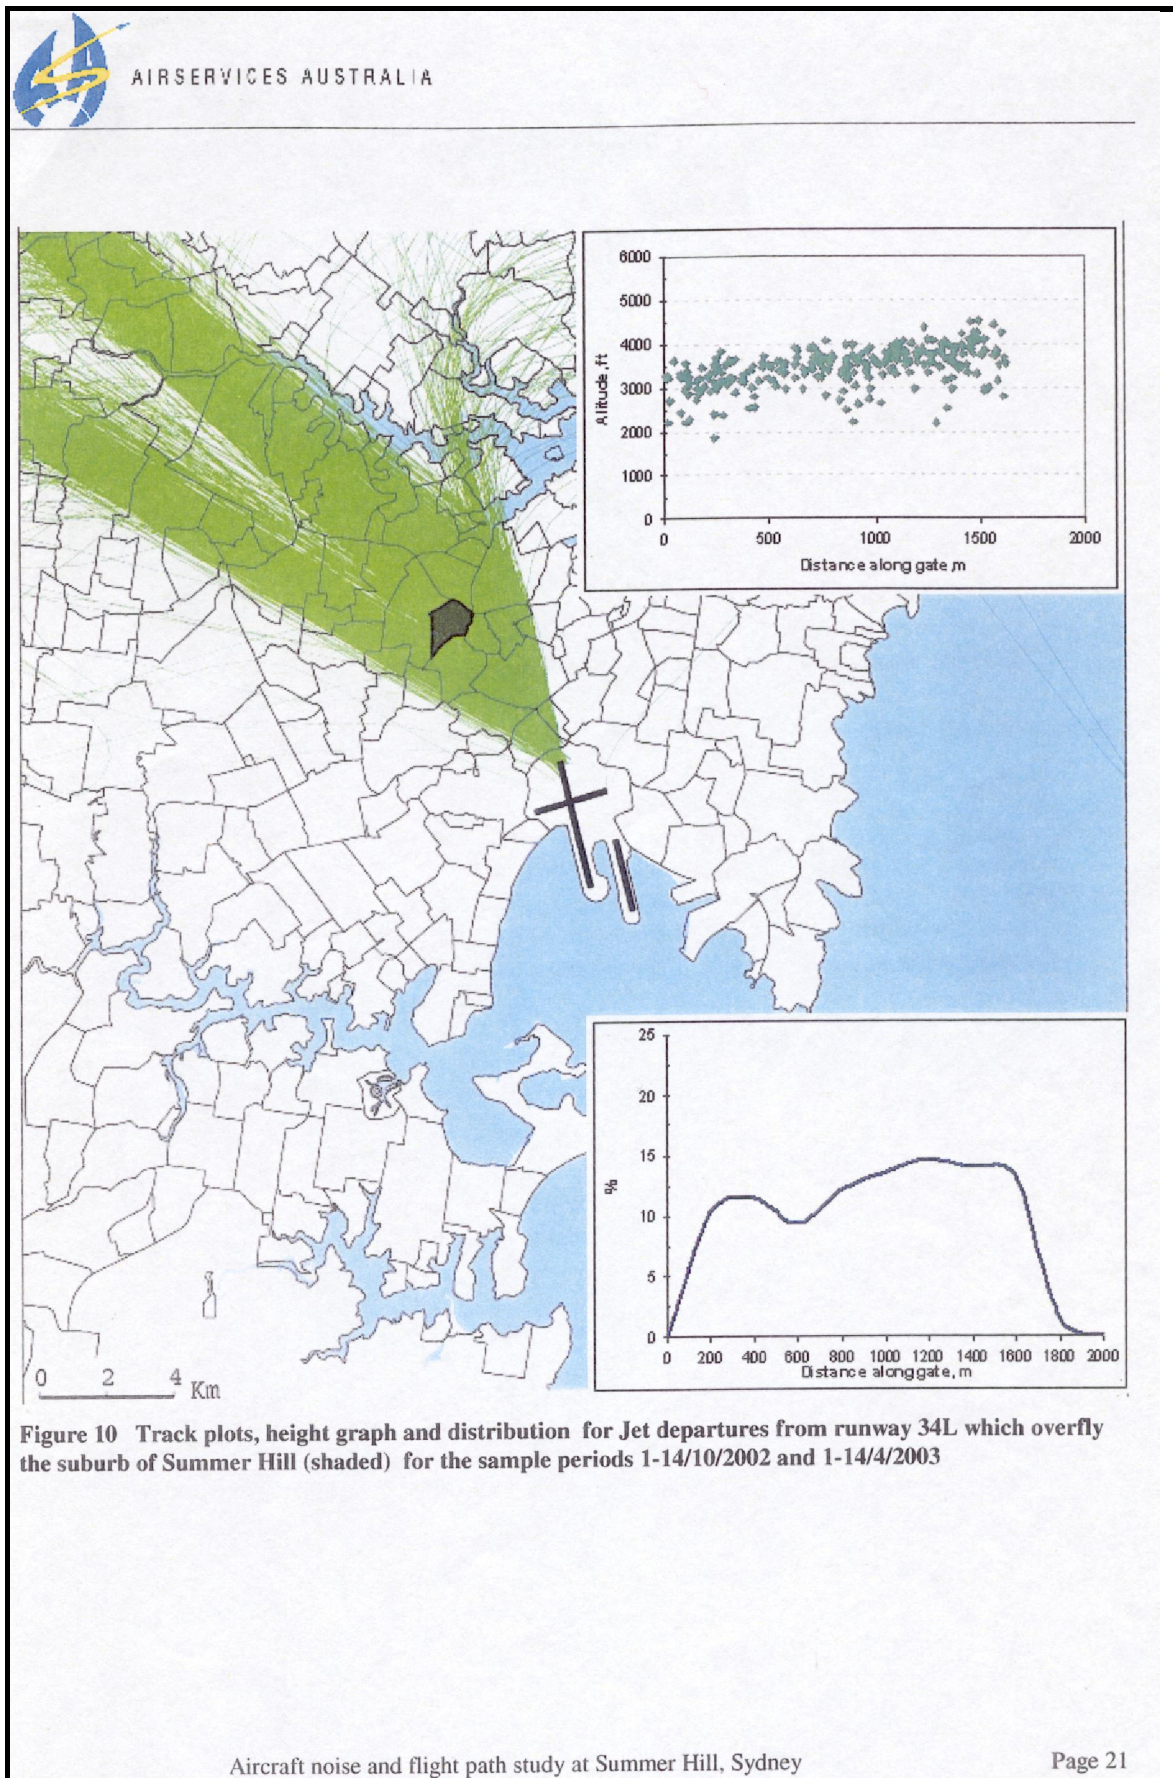 AIRSERVICES AUSTRALIA
6000
5000
4000
3000
2000
1000
0
Altitude, ft
0 500 1000 1500 2000
Distance along gate, m
25
20
15
10
5
0
%
0 200 400 600 800 1000 1200 1400 1600 1800 2000
Distance along gate, m
0 2 4 Km
Figure 10 Track plots, height graph and distribution for Jet departures from runway 34L which overfly
the suburb of Summer Hill (shaded) for the sample periods 1-14/10/2002 and 1-14/4/2003
Aircraft noise and flight path study at Summer Hill, Sydney Page 21